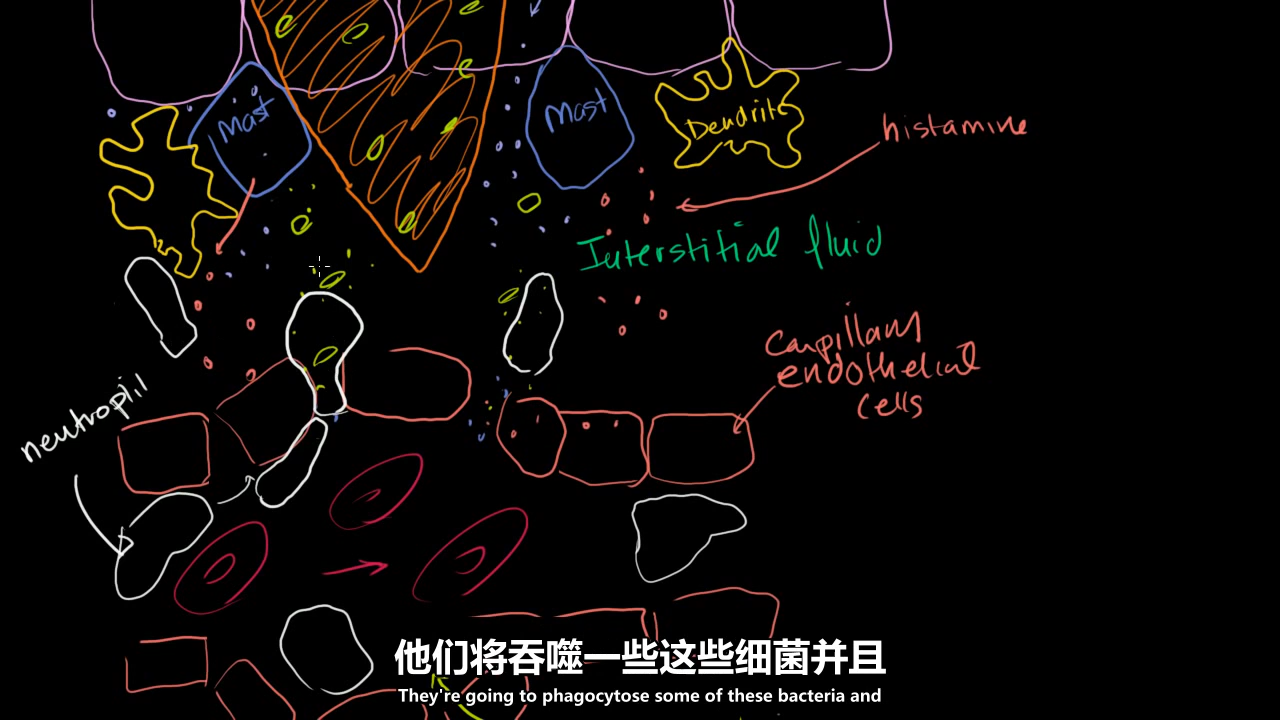 Mast
Mast
Dendritic
histamine
Interstitial fluid
Capillary
endothelial
cells
neutrophil
他们将吞噬一些这些细菌并且
They're going to phagocytose some of these bacteria and